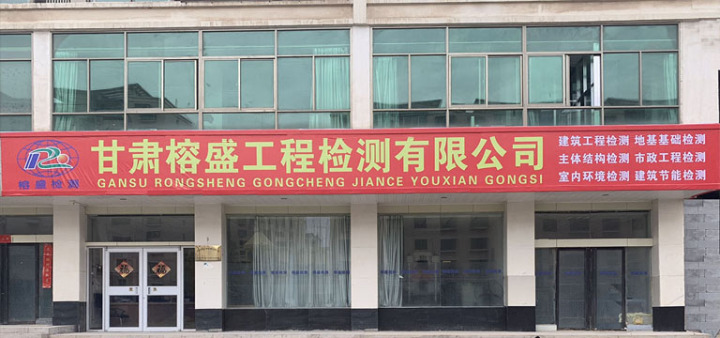 榕盛检测
甘肃榕盛工程检测有限公司
GANSU RONGSHENG GONGCHENG JIANCE YOUXIAN GONGSI
建筑工程检测 地基基础检测
主体结构检测 市政工程检测
室内环境检测 建筑节能检测